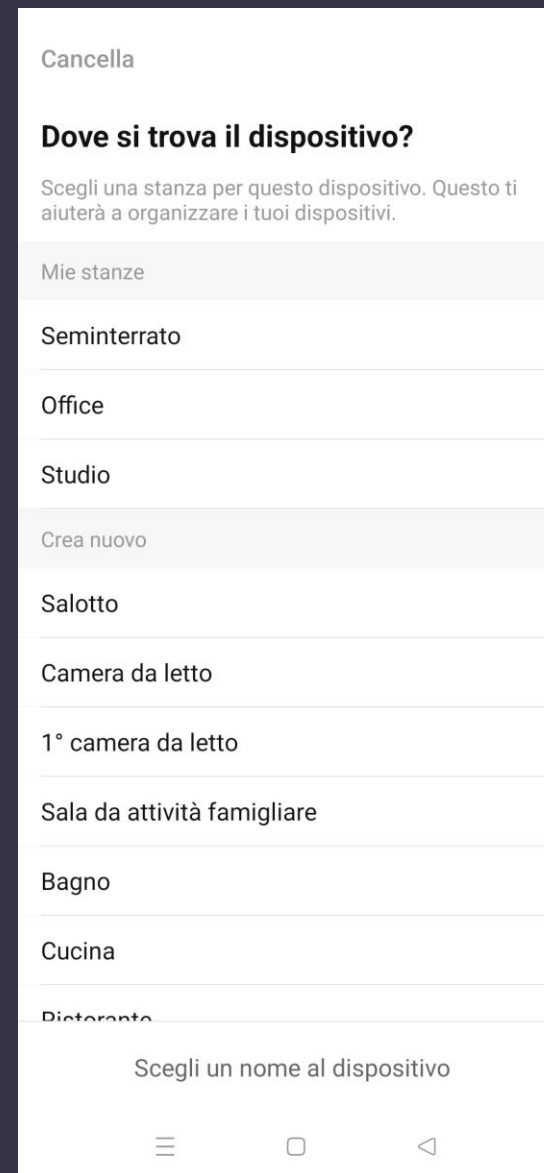 Cancella
Dove si trova il dispositivo?
Scegli una stanza per questo dispositivo. Questo ti
aiuterà a organizzare i tuoi dispositivi.
Mie stanze
Seminterrato
Office
Studio
Crea nuovo
Salotto
Camera da letto
1° camera da letto
Sala da attività famigliare
Bagno
Cucina
Ristorante
Scegli un nome al dispositivo